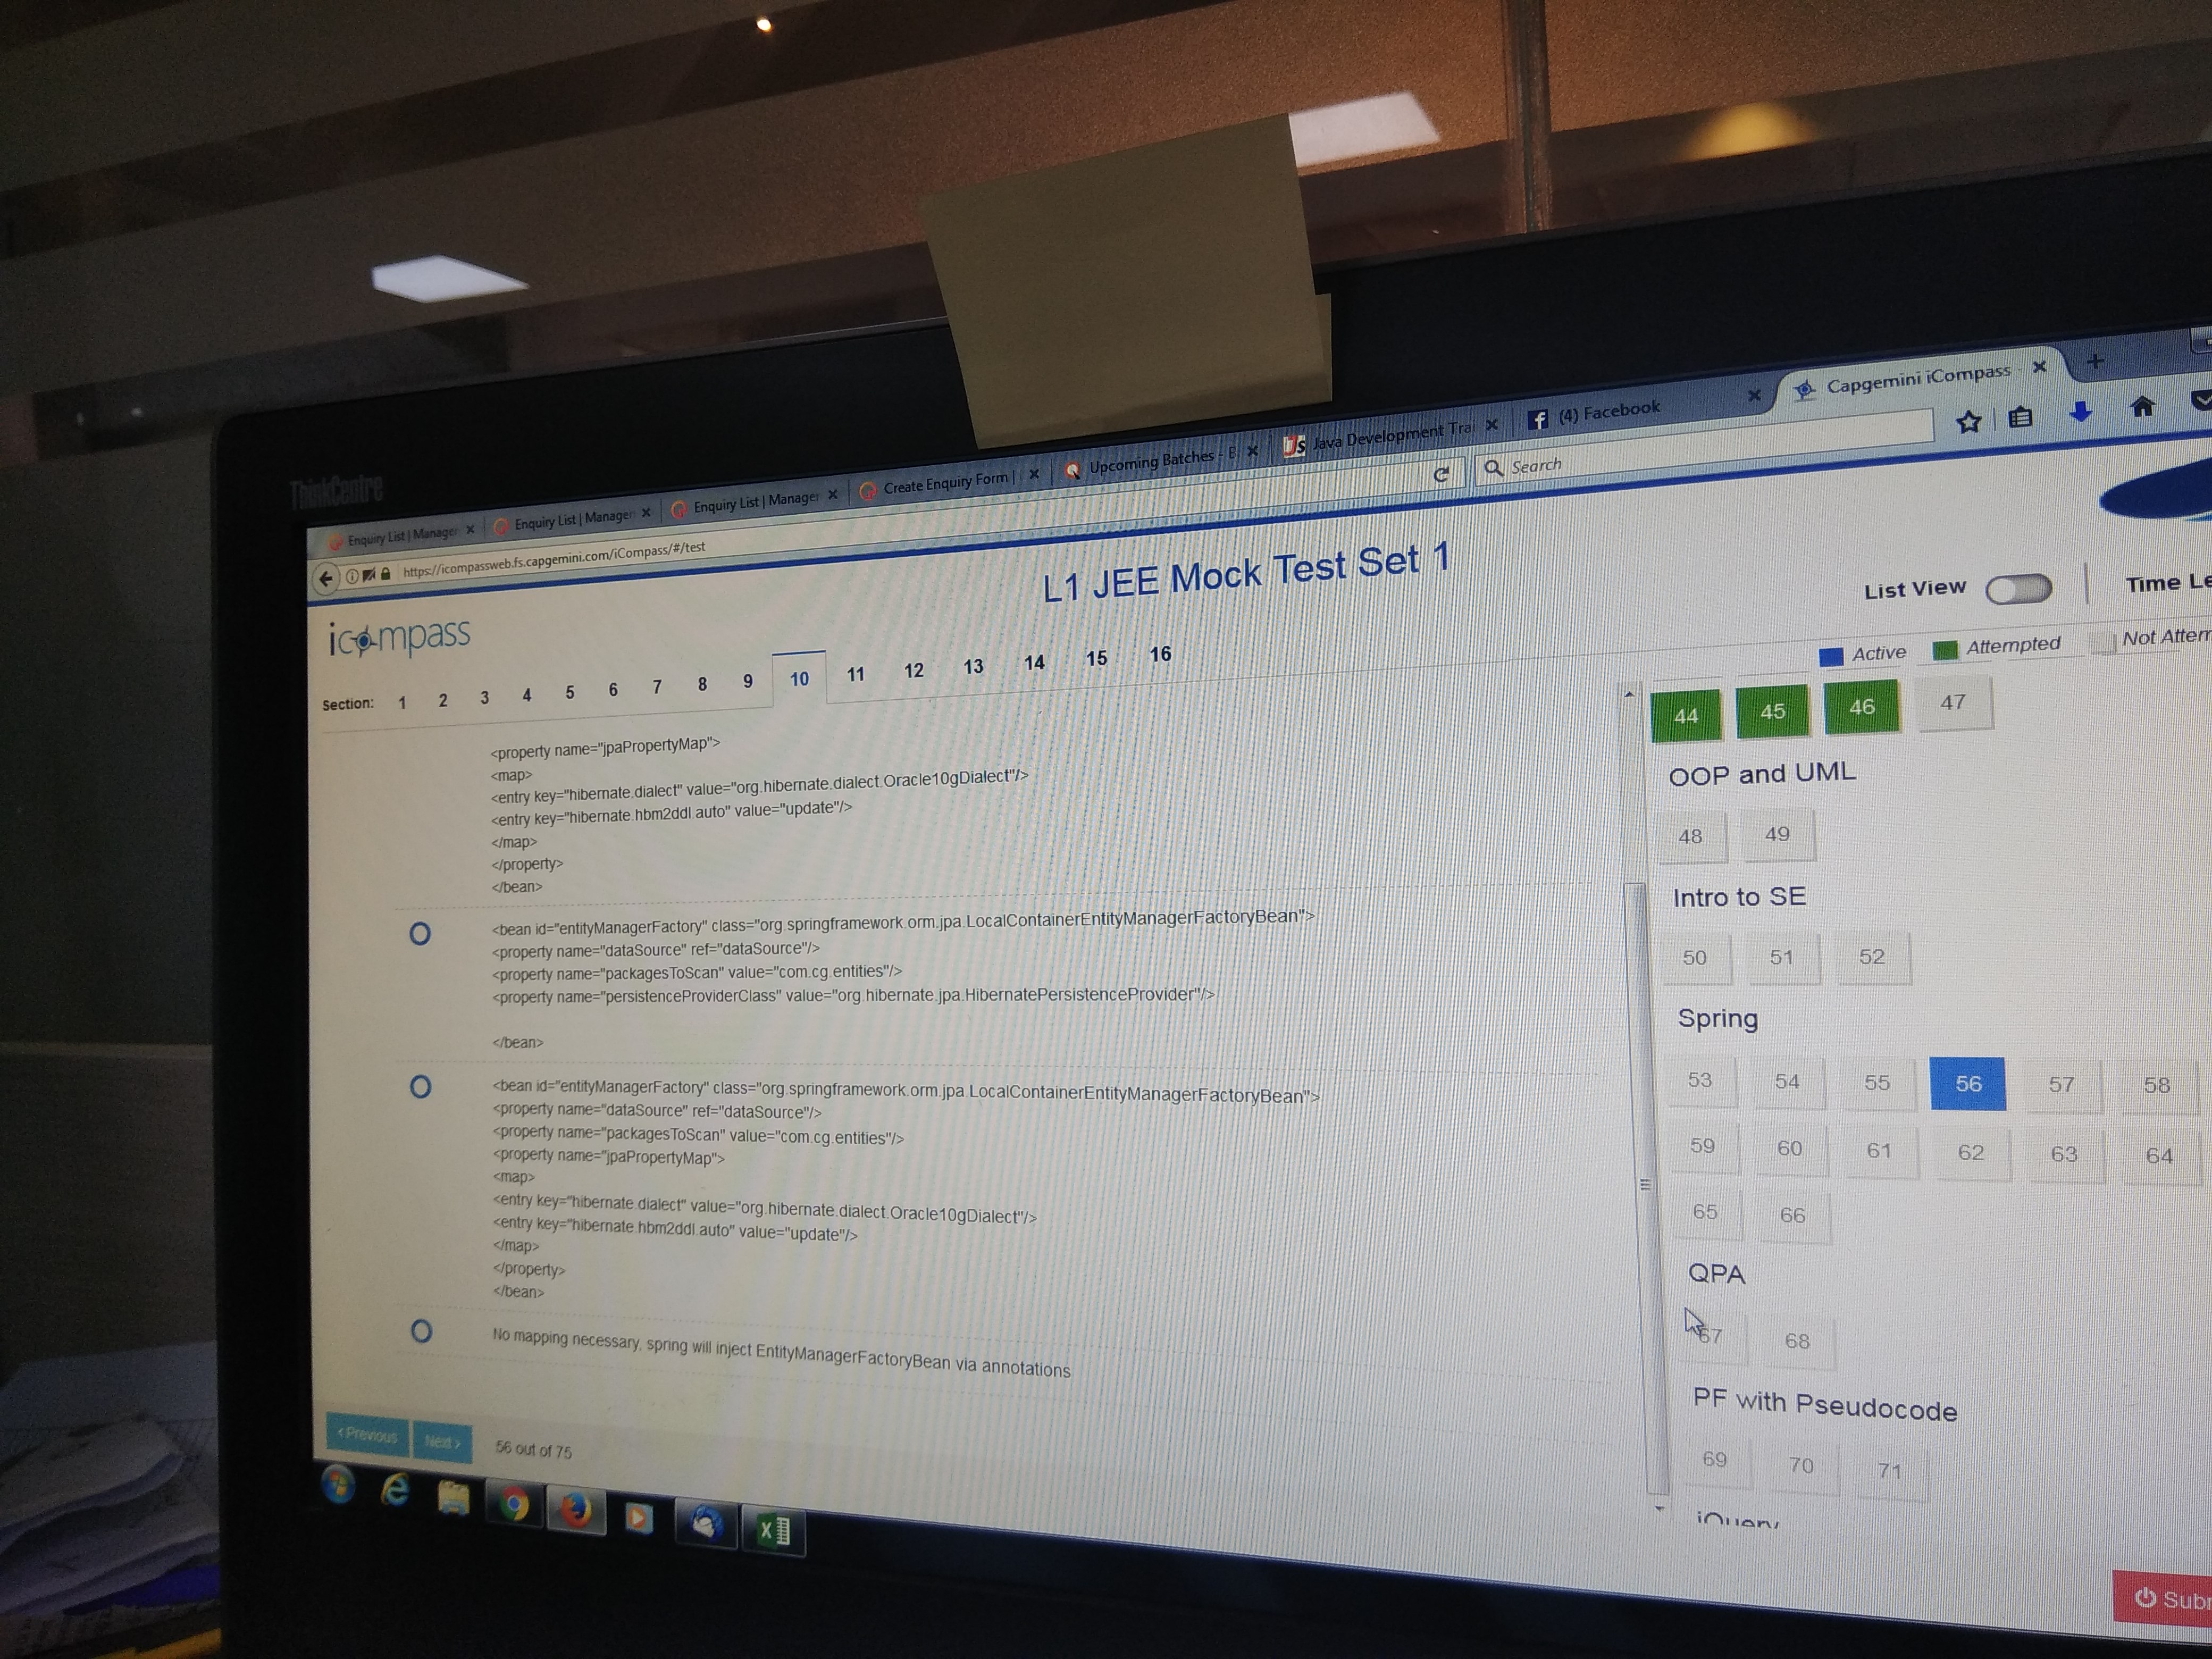 ThinkCentre
Enquiry List | Manage
Enquiry List | Manager
Enquiry List | Manager
Create Enquiry Form |
Upcoming Batches - B
Java Development Trai
(4) Facebook
Capgemini iCompass
https://icompassweb.fs.capgemini.com/iCompass/#/test
Search
L1 JEE Mock Test Set 1
icompass
List View
Time Le
Active
Attempted
Not Attem
Section: 1 2 3 4 5 6 7 8 9 10 11 12 13 14 15 16
<property name="jpaPropertyMap">
<map>
<entry key="hibernate.dialect" value="org.hibernate.dialect.Oracle10gDialect"/>
<entry key="hibernate.hbm2ddl.auto" value="update"/>
</map>
</property>
</bean>
<bean id="entityManagerFactory" class="org.springframework.orm.jpa.LocalContainerEntityManagerFactoryBean">
<property name="dataSource" ref="dataSource"/>
<property name="packagesToScan" value="com.cg.entities"/>
<property name="persistenceProviderClass" value="org.hibernate.jpa.HibernatePersistenceProvider"/>
</bean>
<bean id="entityManagerFactory" class="org.springframework.orm.jpa.LocalContainerEntityManagerFactoryBean">
<property name="dataSource" ref="dataSource"/>
<property name="packagesToScan" value="com.cg.entities"/>
<property name="jpaPropertyMap">
<map>
<entry key="hibernate.dialect" value="org.hibernate.dialect.Oracle10gDialect"/>
<entry key="hibernate.hbm2ddl.auto" value="update"/>
</map>
</property>
</bean>
No mapping necessary, spring will inject EntityManagerFactoryBean via annotations
< Previous
Next >
56 out of 75
44 45 46 47
OOP and UML
48 49
Intro to SE
50 51 52
Spring
53 54 55 56 57 58
59 60 61 62 63 64
65 66
QPA
67 68
PF with Pseudocode
69 70 71
jQuery
Subm